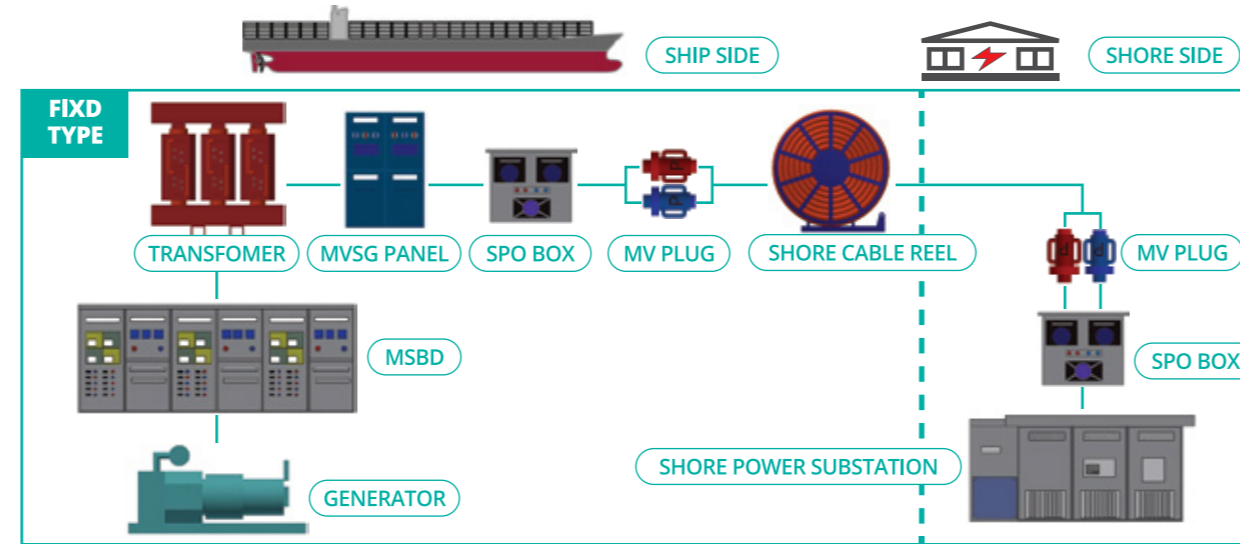 SHIP SIDE
SHORE SIDE
FIXD
TYPE
TRANSFOMER
MVSG PANEL
SPO BOX
MV PLUG
SHORE CABLE REEL
MV PLUG
MSBD
SPO BOX
SHORE POWER SUBSTATION
GENERATOR